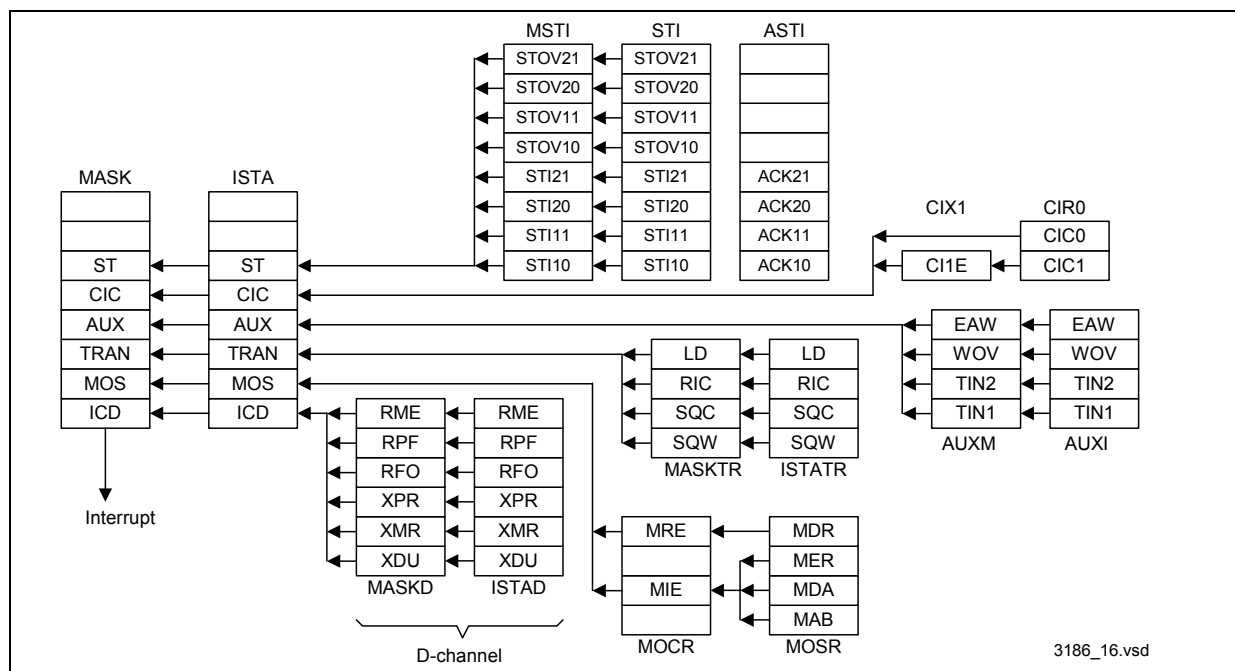 MSTI STI ASTI
STOV21 STOV21
STOV20 STOV20
STOV11 STOV11
STOV10 STOV10
MASK ISTA STI21 STI21 ACK21
STI20 STI20 ACK20 CIX1 CIR0
STI11 STI11 ACK11 CIC0
ST ST STI10 STI10 ACK10 CI1E CIC1
CIC CIC
AUX AUX EAW EAW
TRAN TRAN LD LD WOV WOV
MOS MOS RIC RIC TIN2 TIN2
ICD ICD RME RME SQC SQC TIN1 TIN1
RPF RPF SQW SQW AUXM AUXI
RFO RFO MASKTR ISTATR
XPR XPR
Interrupt
XMR XMR MRE MDR
XDU XDU MER
MASKD ISTAD MIE MDA
MAB
D-channel MOCR MOSR 3186_16.vsd